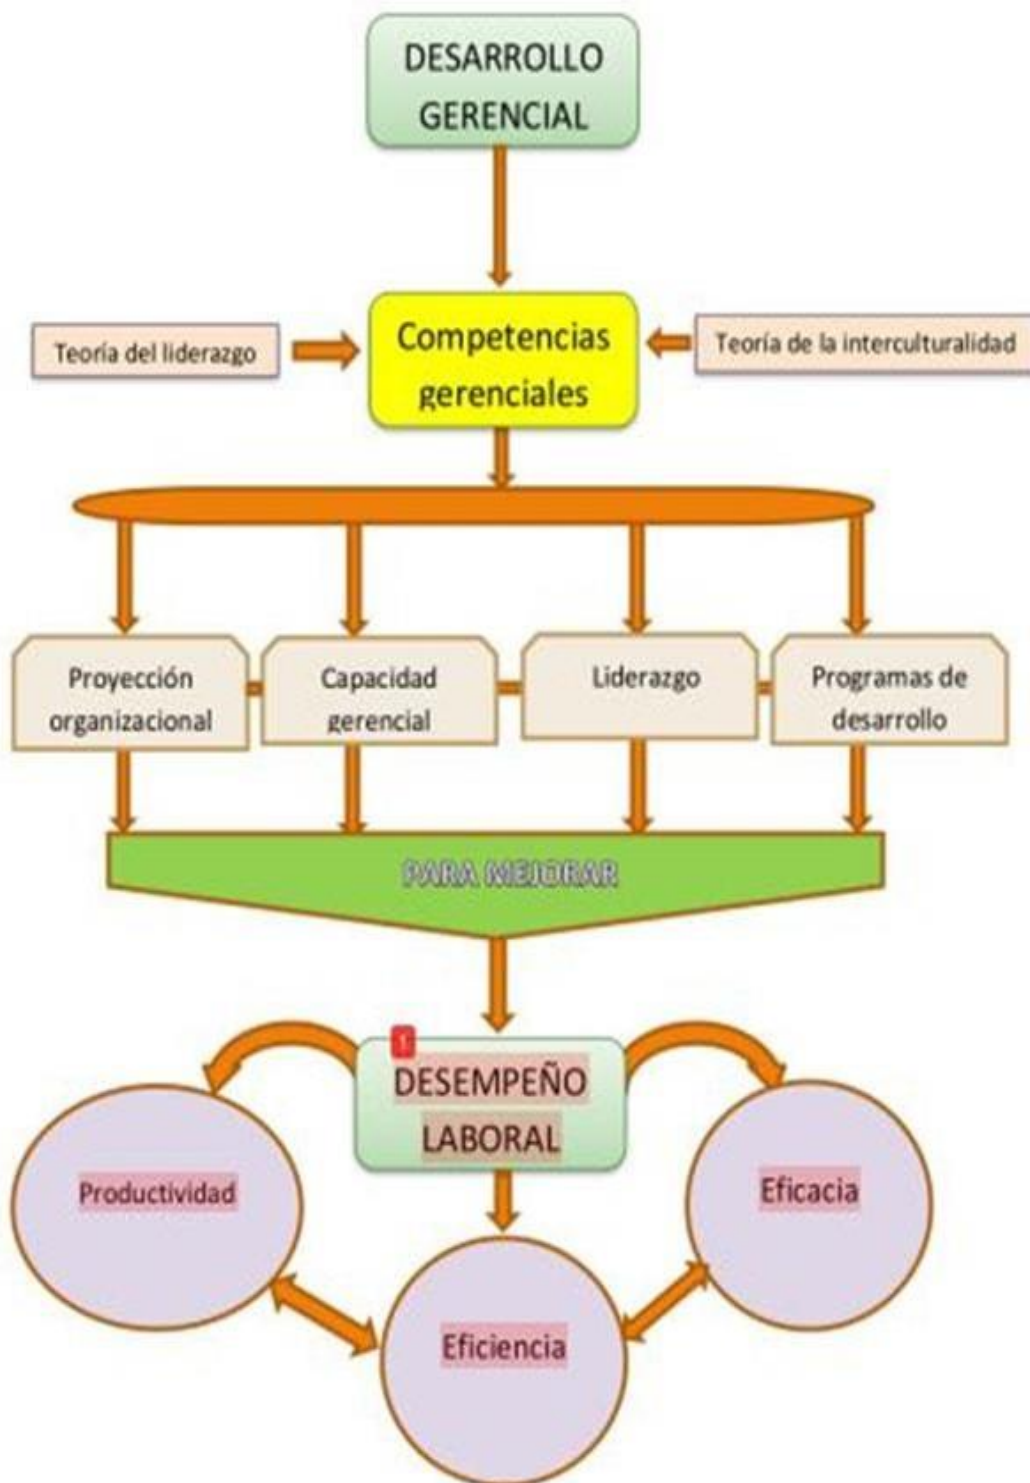 DESARROLLO
GERENCIAL
Teoría del liderazgo
Competencias
gerenciales
Teoría de la interculturalidad
Proyección
organizacional
Capacidad
gerencial
Liderazgo
Programas de
desarrollo
PARA MEJORAR
1
DESEMPEÑO
LABORAL
Productividad
Eficacia
Eficiencia